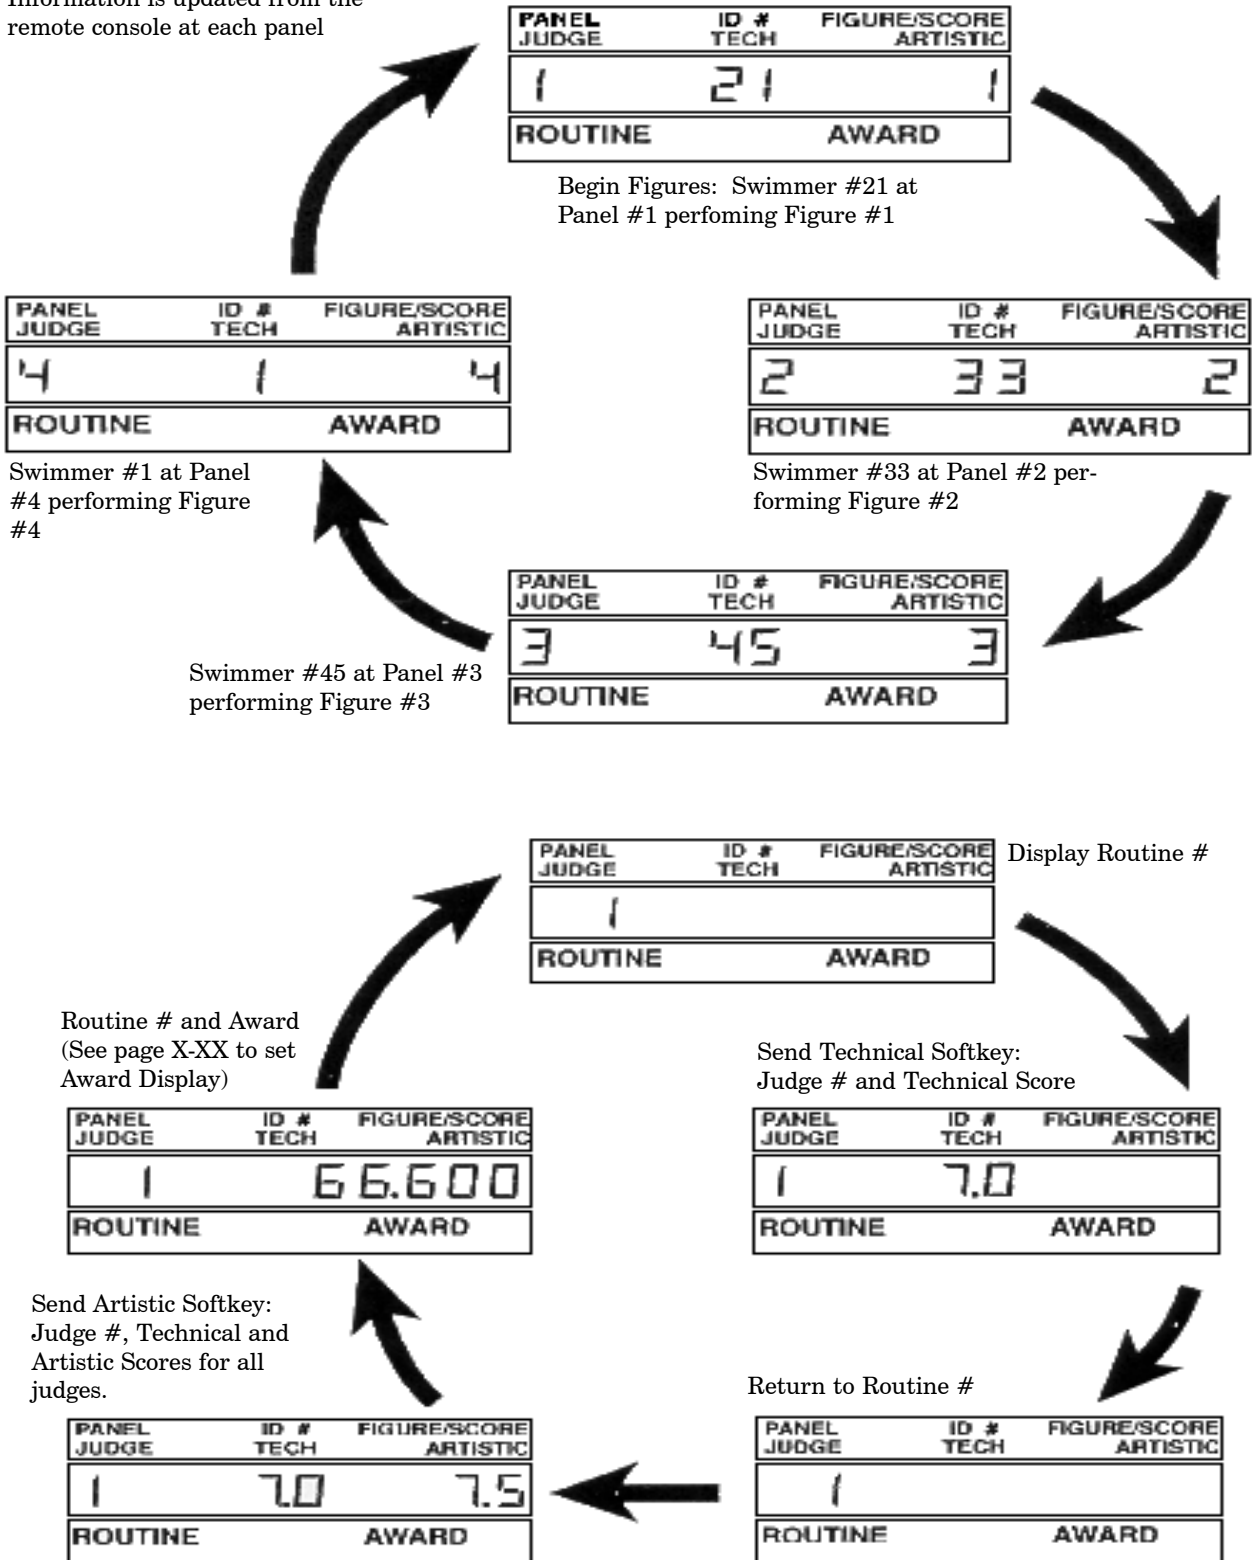 Information is updated from the
remote console at each panel
PANEL ID # FIGURE/SCORE
JUDGE TECH ARTISTIC
1 21 1
ROUTINE AWARD
Begin Figures: Swimmer #21 at
Panel #1 perfoming Figure #1
PANEL ID # FIGURE/SCORE
JUDGE TECH ARTISTIC
4 1 4
ROUTINE AWARD
Swimmer #1 at Panel
#4 performing Figure
#4
PANEL ID # FIGURE/SCORE
JUDGE TECH ARTISTIC
2 33 2
ROUTINE AWARD
Swimmer #33 at Panel #2 per-
forming Figure #2
PANEL ID # FIGURE/SCORE
JUDGE TECH ARTISTIC
3 45 3
ROUTINE AWARD
Swimmer #45 at Panel #3
performing Figure #3
PANEL ID # FIGURE/SCORE
JUDGE TECH ARTISTIC
1
ROUTINE AWARD
Display Routine #
Routine # and Award
(See page X-XX to set
Award Display)
PANEL ID # FIGURE/SCORE
JUDGE TECH ARTISTIC
1 66.600
ROUTINE AWARD
Send Technical Softkey:
Judge # and Technical Score
PANEL ID # FIGURE/SCORE
JUDGE TECH ARTISTIC
1 7.0
ROUTINE AWARD
Send Artistic Softkey:
Judge #, Technical and
Artistic Scores for all
judges.
PANEL ID # FIGURE/SCORE
JUDGE TECH ARTISTIC
1 7.0 7.5
ROUTINE AWARD
Return to Routine #
PANEL ID # FIGURE/SCORE
JUDGE TECH ARTISTIC
1
ROUTINE AWARD